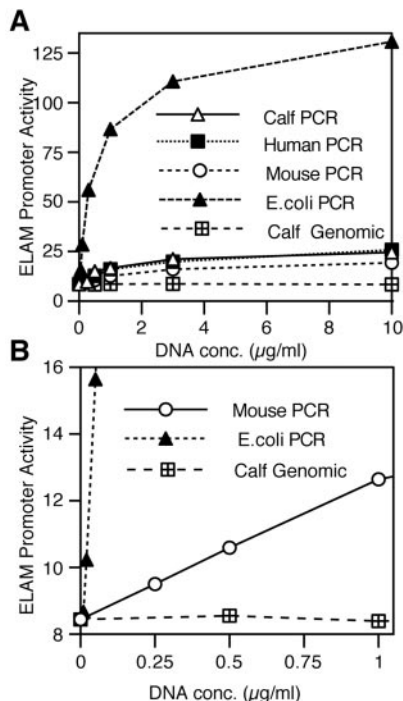 A
ELAM Promoter Activity
125
100
75
50
25
0
Calf PCR
Human PCR
Mouse PCR
E.coli PCR
Calf Genomic
0 2 4 6 8 10
DNA conc. (µg/ml)
B
ELAM Promoter Activity
16
14
12
10
8
Mouse PCR
E.coli PCR
Calf Genomic
0 0.25 0.5 0.75 1
DNA conc. (µg/ml)